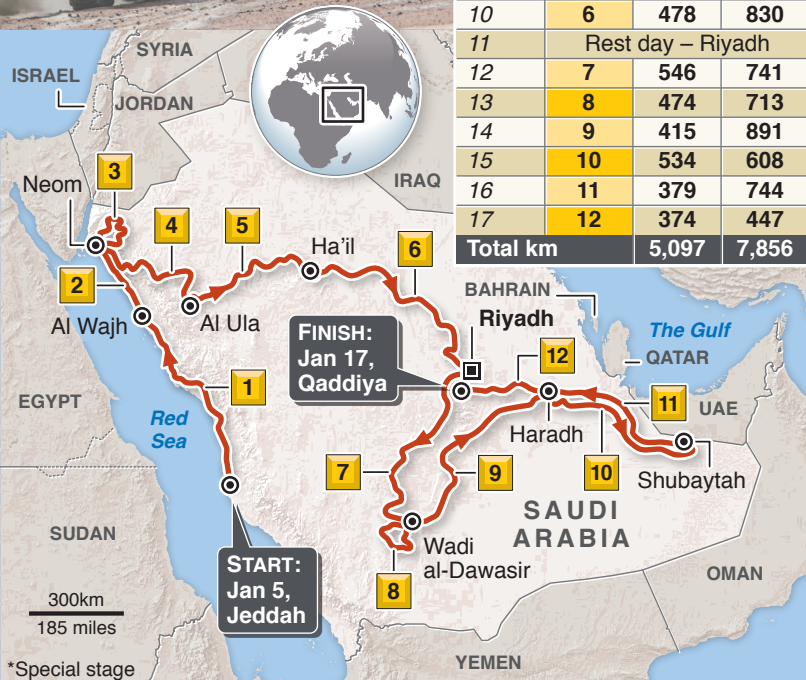 10 6 478 830
11 Rest day – Riyadh
12 7 546 741
13 8 474 713
14 9 415 891
15 10 534 608
16 11 379 744
17 12 374 447
Total km 5,097 7,856
SYRIA
ISRAEL
JORDAN
IRAQ
3
Neom
4
5
Ha'il
6
2
Al Wajh
Al Ula
BAHRAIN
Riyadh
The Gulf
QATAR
FINISH:
Jan 17,
Qaddiya
12
1
EGYPT
Red
Sea
11
UAE
Haradh
7
9
10
Shubaytah
SAUDI
ARABIA
SUDAN
Wadi
al-Dawasir
START:
Jan 5,
Jeddah
8
OMAN
300km
185 miles
YEMEN
*Special stage